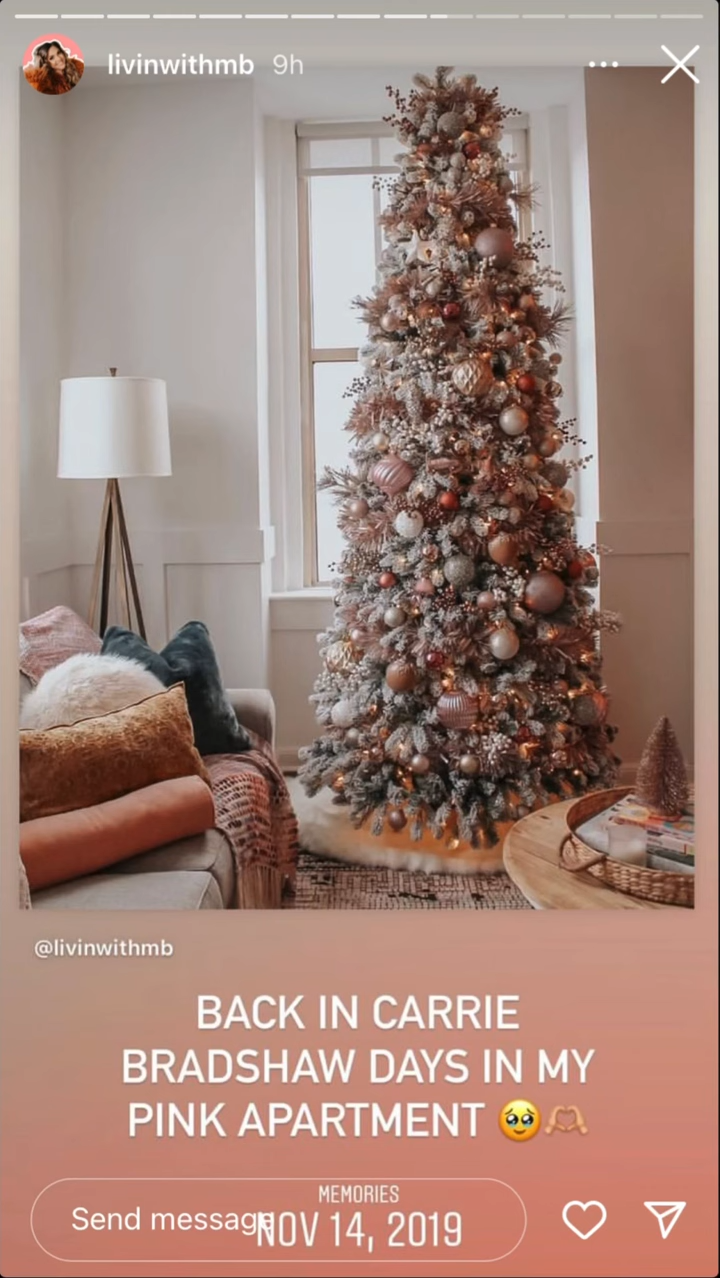 livinwithmb 9h
@livinwithmb
BACK IN CARRIE
BRADSHAW DAYS IN MY
PINK APARTMENT 🥹🫶🏼
MEMORIES
Send message
NOV 14, 2019